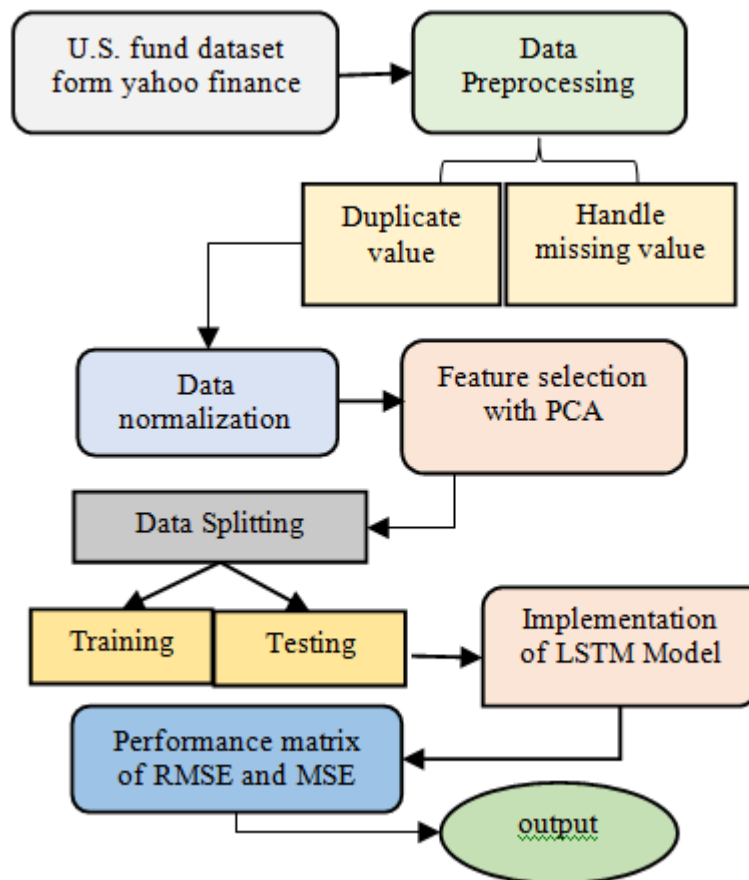 U.S. fund dataset
form yahoo finance
Data
Preprocessing
Duplicate
value
Handle
missing value
Data
normalization
Feature selection
with PCA
Data Splitting
Training
Testing
Implementation
of LSTM Model
Performance matrix
of RMSE and MSE
output